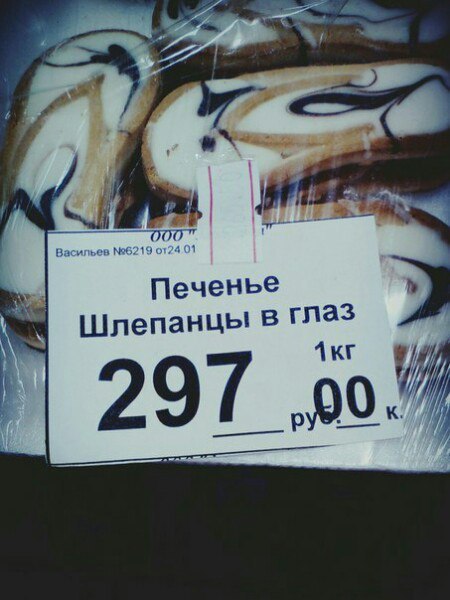 ООО "
Васильев №6219 от24.01
Печенье
Шлепанцы в глаз
1кг
297 руб. 00 к.